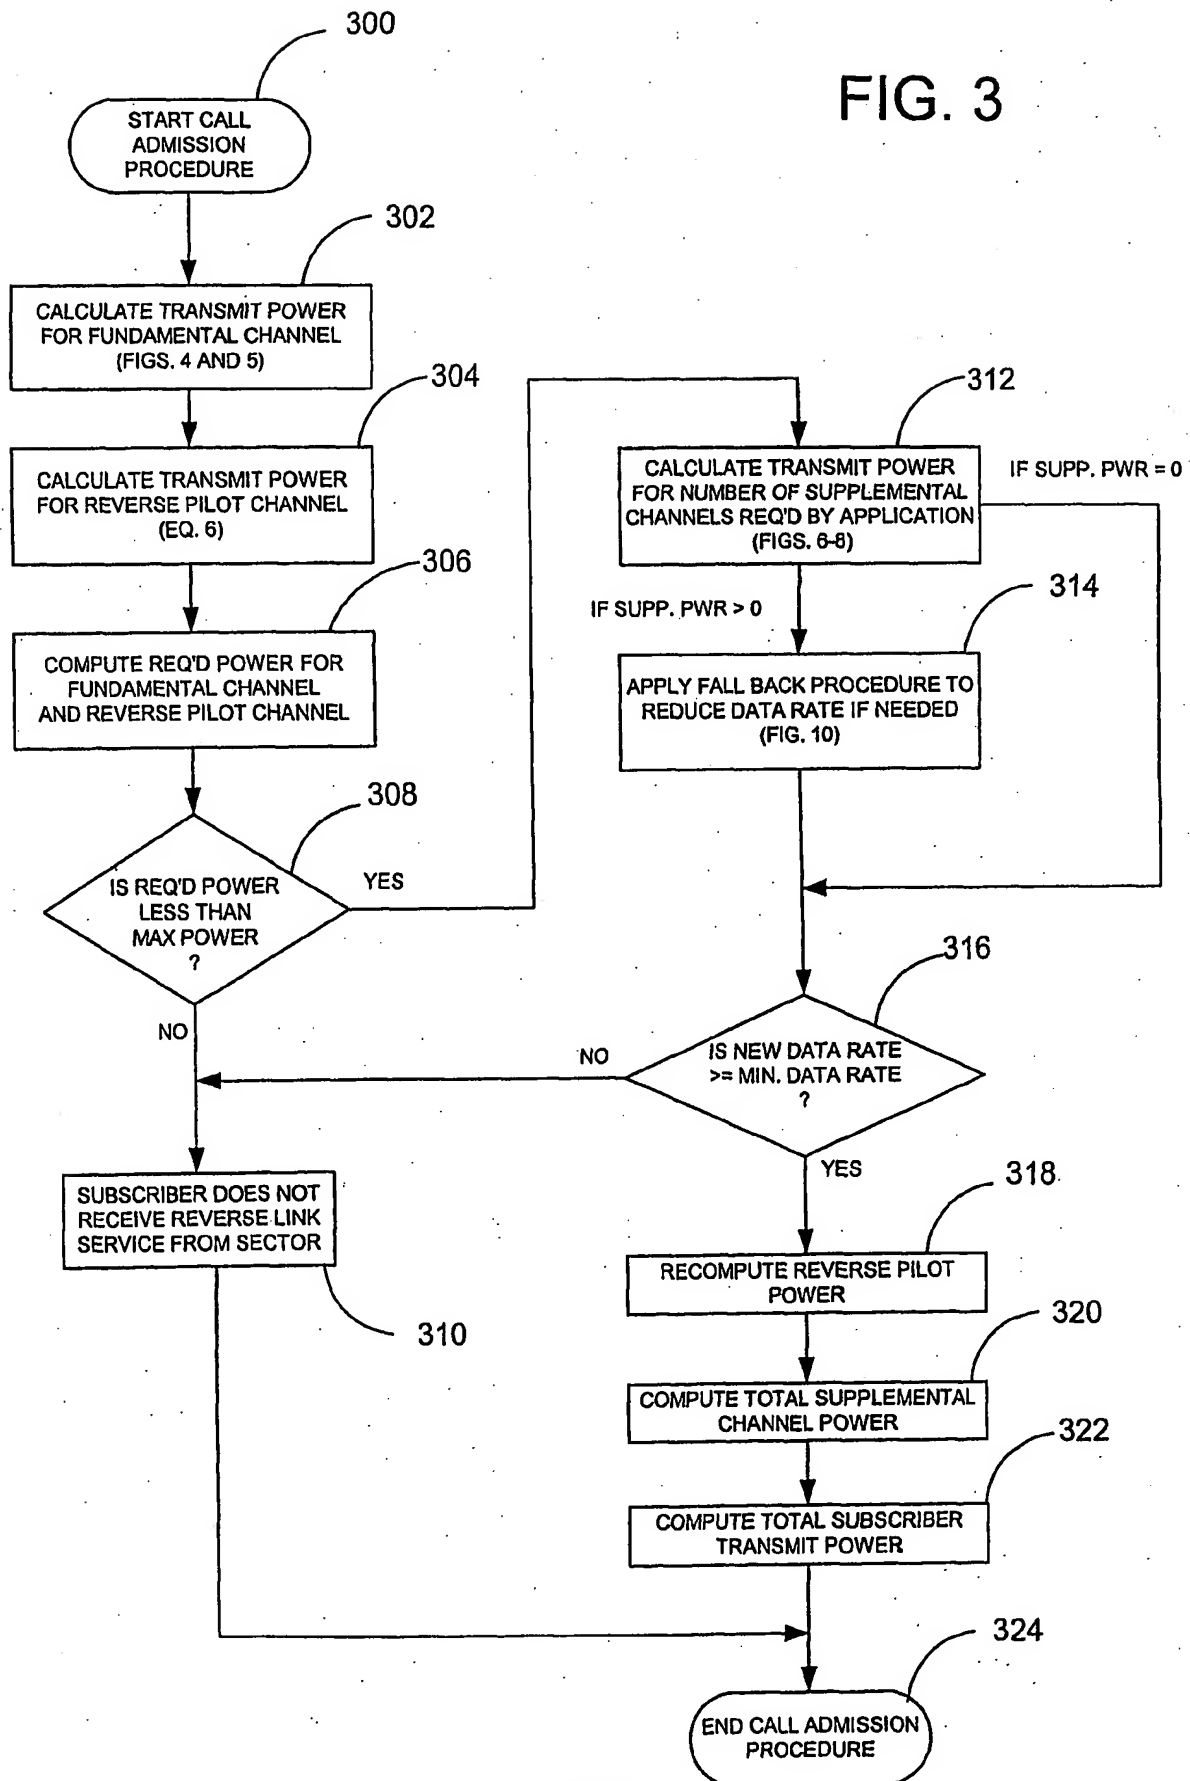 FIG. 3
300
START CALL
ADMISSION
PROCEDURE
302
CALCULATE TRANSMIT POWER
FOR FUNDAMENTAL CHANNEL
(FIGS. 4 AND 5)
304
CALCULATE TRANSMIT POWER
FOR REVERSE PILOT CHANNEL
(EQ. 6)
306
COMPUTE REQ'D POWER FOR
FUNDAMENTAL CHANNEL
AND REVERSE PILOT CHANNEL
308
IS REQ'D POWER
LESS THAN
MAX POWER
?
YES
NO
SUBSCRIBER DOES NOT
RECEIVE REVERSE LINK
SERVICE FROM SECTOR
310
312
CALCULATE TRANSMIT POWER
FOR NUMBER OF SUPPLEMENTAL
CHANNELS REQ'D BY APPLICATION
(FIGS. 6-8)
IF SUPP. PWR = 0
IF SUPP. PWR > 0
314
APPLY FALL BACK PROCEDURE TO
REDUCE DATA RATE IF NEEDED
(FIG. 10)
316
IS NEW DATA RATE
>= MIN. DATA RATE
?
NO
YES
318
RECOMPUTE REVERSE PILOT
POWER
320
COMPUTE TOTAL SUPPLEMENTAL
CHANNEL POWER
322
COMPUTE TOTAL SUBSCRIBER
TRANSMIT POWER
324
END CALL ADMISSION
PROCEDURE